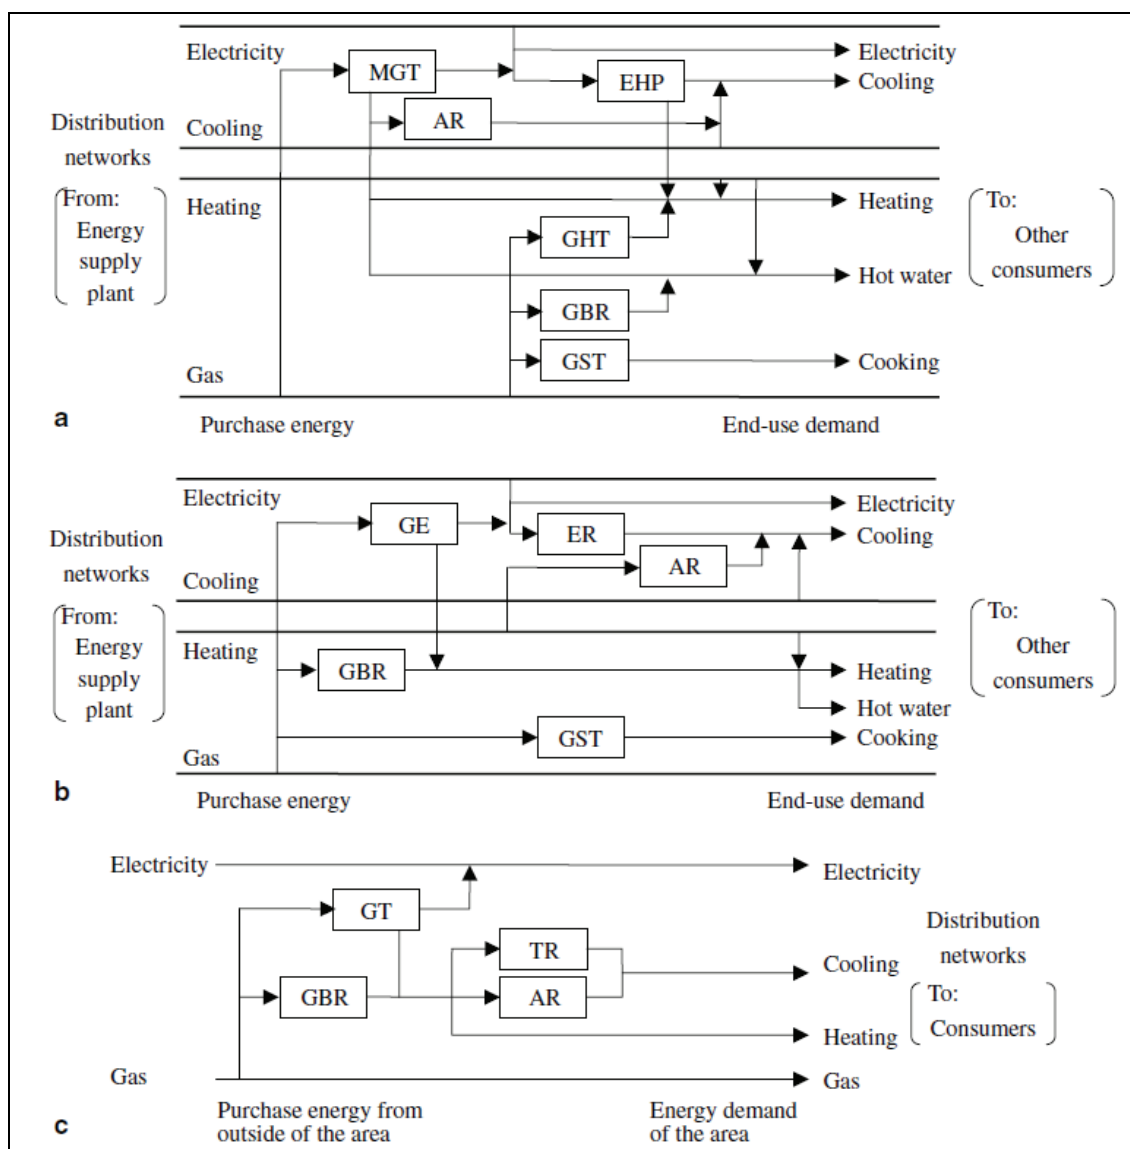 Electricity
MGT
EHP
Electricity
Cooling
AR
Cooling
Distribution
networks
From:
Energy
supply
plant
Heating
GHT
Heating
Hot water
GBR
GST
Cooking
Gas
To:
Other
consumers
a
Purchase energy
End-use demand
Electricity
GE
ER
Electricity
Cooling
AR
Cooling
Distribution
networks
From:
Energy
supply
plant
Heating
GBR
Heating
Hot water
GST
Cooking
Gas
To:
Other
consumers
b
Purchase energy
End-use demand
Electricity
Electricity
GT
TR
Cooling
GBR
AR
Heating
Distribution
networks
To:
Consumers
Gas
Gas
c
Purchase energy from
outside of the area
Energy demand
of the area